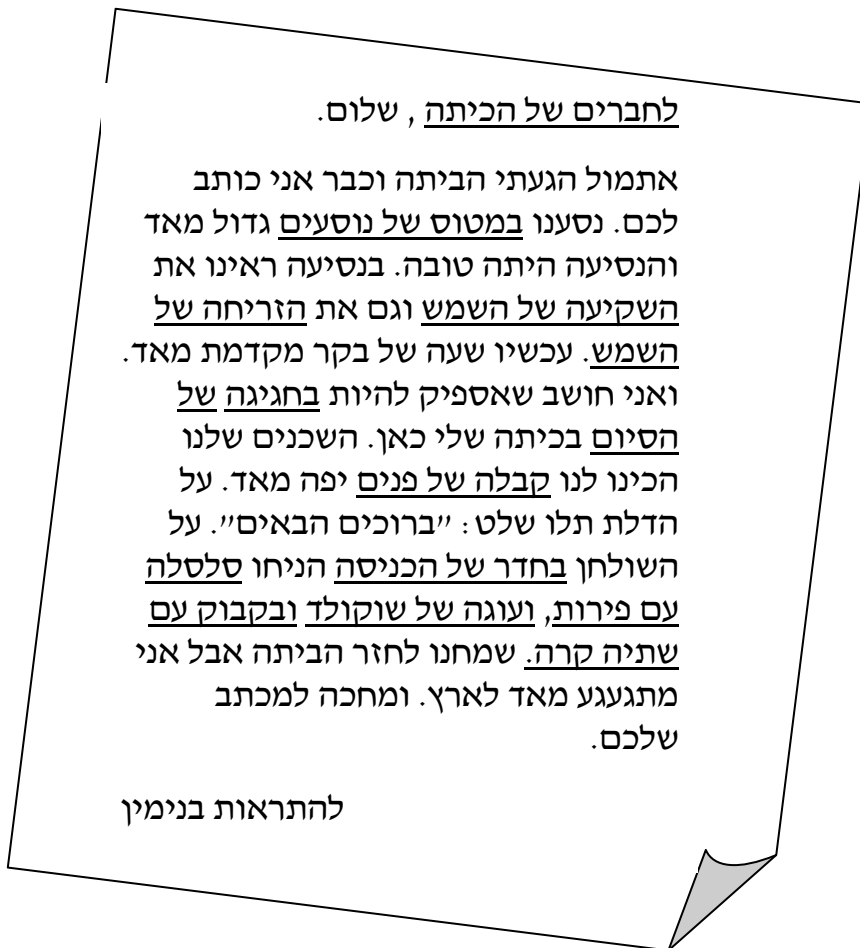 לחברים של הכיתה , שלום.
אתמול הגעתי הביתה וכבר אני כותב
לכם. נסענו במטוס של נוסעים גדול מאד
והנסיעה היתה טובה. בנסיעה ראינו את
השקיעה של השמש וגם את הזריחה של
השמש. עכשיו שעה של בקר מקדמת מאד.
ואני חושב שאספיק להיות בחגיגה של
הסיום בכיתה שלי כאן. השכנים שלנו
הכינו לנו קבלה של פנים יפה מאד. על
הדלת תלו שלט: "ברוכים הבאים". על
השולחן בחדר של הכניסה הניחו סלסלה
עם פירות, ועוגה של שוקולד ובקבוק עם
שתיה קרה. שמחנו לחזר הביתה אבל אני
מתגעגע מאד לארץ. ומחכה למכתב
שלכם.
להתראות בנימין